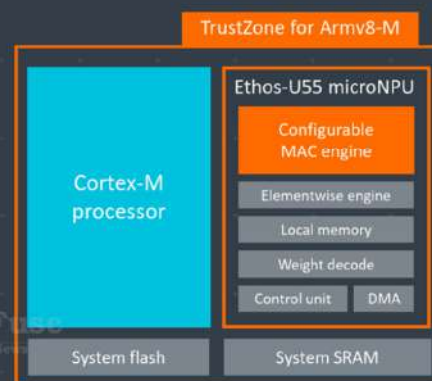 TrustZone for Armv8-M
Cortex-M
processor
Ethos-U55 microNPU
Configurable
MAC engine
Elementwise engine
Local memory
Weight decode
Control unit
DMA
System flash
System SRAM